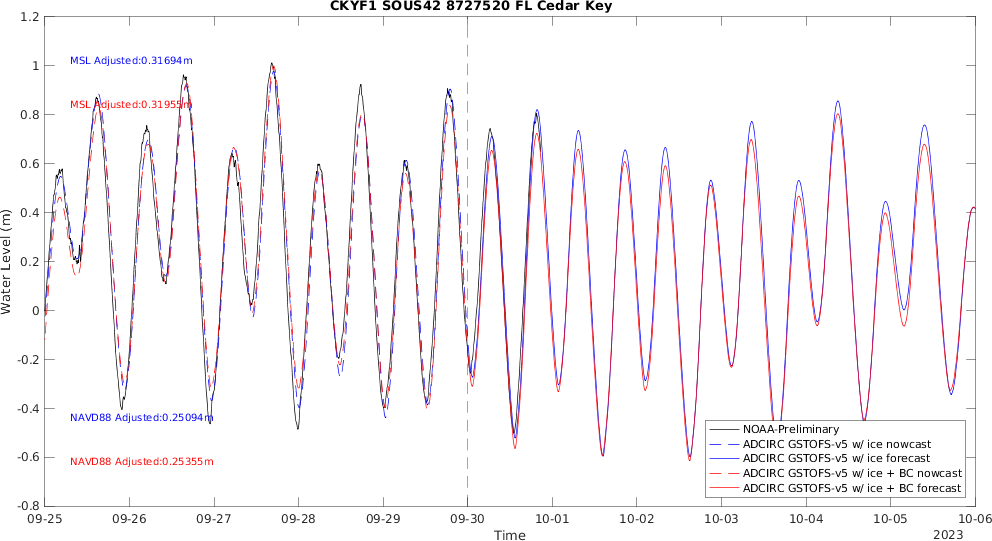 CKYF1 SOUS42 8727520 FL Cedar Key
1.2
1
0.8
0.6
0.4
0.2
0
-0.2
-0.4
-0.6
-0.8
Water Level (m)
MSL Adjusted:0.31694m
MSL Adjusted:0.31955m
NAVD88 Adjusted:0.25094m
NAVD88 Adjusted:0.25355m
NOAA-Preliminary
ADCIRC GSTOFS-v5 w/ ice nowcast
ADCIRC GSTOFS-v5 w/ ice forecast
ADCIRC GSTOFS-v5 w/ ice + BC nowcast
ADCIRC GSTOFS-v5 w/ ice + BC forecast
09-25 09-26 09-27 09-28 09-29 09-30 10-01 10-02 10-03 10-04 10-05 10-06
Time
2023